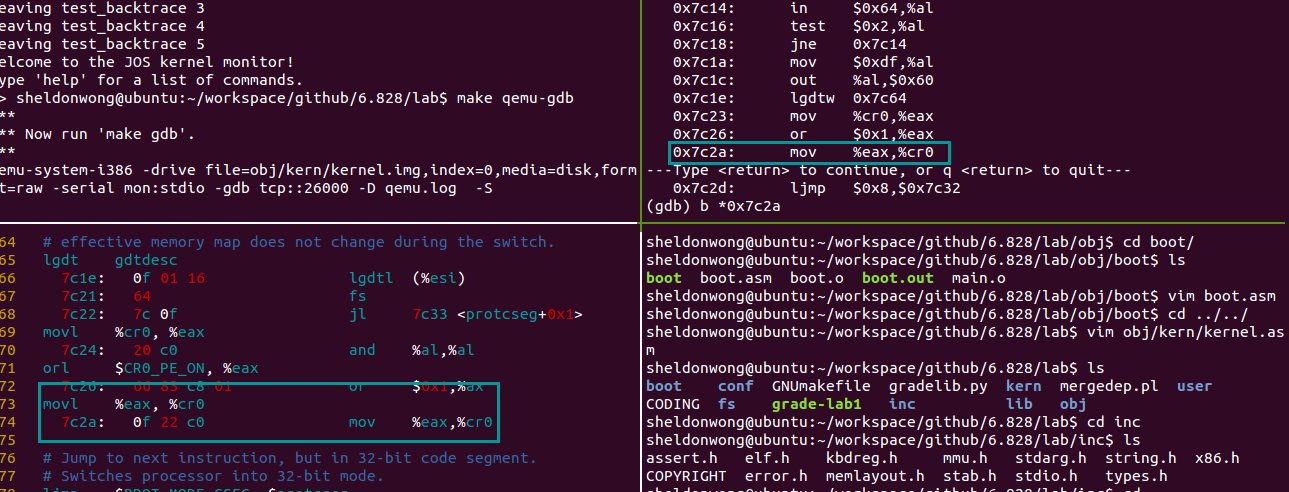 eaving test_backtrace 3
eaving test_backtrace 4
eaving test_backtrace 5
elcome to the JOS kernel monitor!
ype 'help' for a list of commands.
> sheldonwong@ubuntu:~/workspace/github/6.828/lab$ make qemu-gdb
**
** Now run 'make gdb'.
**
emu-system-i386 -drive file=obj/kern/kernel.img,index=0,media=disk,form
t=raw -serial mon:stdio -gdb tcp::26000 -D qemu.log  -S
0x7c14:      in     $0x64,%al
0x7c16:      test   $0x2,%al
0x7c18:      jne    0x7c14
0x7c1a:      mov    $0xdf,%al
0x7c1c:      out    %al,$0x60
0x7c1e:      lgdtw  0x7c64
0x7c23:      mov    %cr0,%eax
0x7c26:      or     $0x1,%eax
0x7c2a:      mov    %eax,%cr0
---Type <return> to continue, or q <return> to quit---
0x7c2d:      ljmp   $0x8,$0x7c32
(gdb) b *0x7c2a
64   # effective memory map does not change during the switch.
65   lgdt    gdtdesc
66     7c1e:   0f 01 16                lgdtl  (%esi)
67     7c21:   64                      fs
68     7c22:   7c 0f                   jl     7c33 <protcseg+0x1>
69   movl    %cr0, %eax
70     7c24:   20 c0                   and    %al,%al
71   orl     $CR0_PE_ON, %eax
72     7c26:   66 83 c8 01             or     $0x1,%ax
73   movl    %eax, %cr0
74     7c2a:   0f 22 c0                mov    %eax,%cr0
75
76   # Jump to next instruction, but in 32-bit code segment.
77   # Switches processor into 32-bit mode.
sheldonwong@ubuntu:~/workspace/github/6.828/lab/obj$ cd boot/
sheldonwong@ubuntu:~/workspace/github/6.828/lab/obj/boot$ ls
boot  boot.asm  boot.o  boot.out  main.o
sheldonwong@ubuntu:~/workspace/github/6.828/lab/obj/boot$ vim boot.asm
sheldonwong@ubuntu:~/workspace/github/6.828/lab/obj/boot$ cd ../../
sheldonwong@ubuntu:~/workspace/github/6.828/lab$ vim obj/kern/kernel.as
m
sheldonwong@ubuntu:~/workspace/github/6.828/lab$ ls
boot    conf  GNUmakefile  gradelib.py  kern  mergedep.pl  user
CODING  fs    grade-lab1   inc          lib   obj
sheldonwong@ubuntu:~/workspace/github/6.828/lab$ cd inc
sheldonwong@ubuntu:~/workspace/github/6.828/lab/inc$ ls
assert.h   elf.h    kbdreg.h     mmu.h   stdarg.h  string.h  x86.h
COPYRIGHT  error.h  memlayout.h  stab.h  stdio.h   types.h